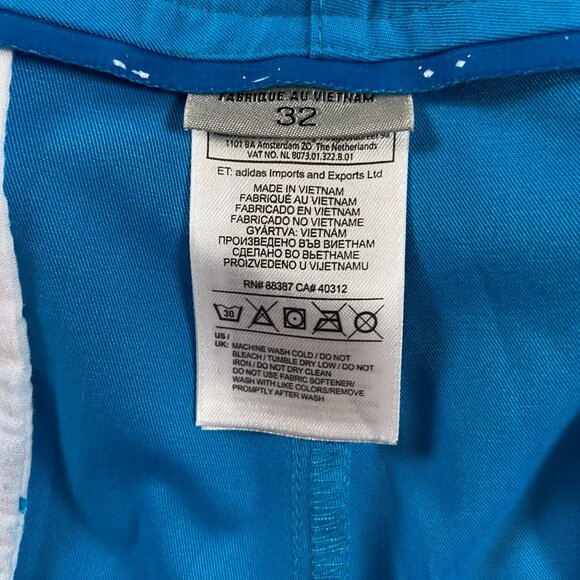 FABRIQUÉ AU VIETNAM
32
1101 BA Amsterdam ZO The Netherlands
VAT NO. NL 8073.01.322.B.01
ET: adidas Imports and Exports Ltd
MADE IN VIETNAM
FABRIQUÉ AU VIETNAM
FABRICADO EN VIETNAM
FABRICADO NO VIETNAME
GYÁRTVA: VIETNÁM
ПРОИЗВЕДЕНО ВЪВ ВИЕТНАМ
СДЕЛАНО ВО ВЬЕТНАМЕ
PROIZVEDENO U VIJETNAMU
RN# 88387 CA# 40312
30
US /
UK: MACHINE WASH COLD / DO NOT
BLEACH / TUMBLE DRY LOW / DO NOT
IRON / DO NOT DRY CLEAN
DO NOT USE FABRIC SOFTENER/
WASH WITH LIKE COLORS/REMOVE
PROMPTLY AFTER WASH